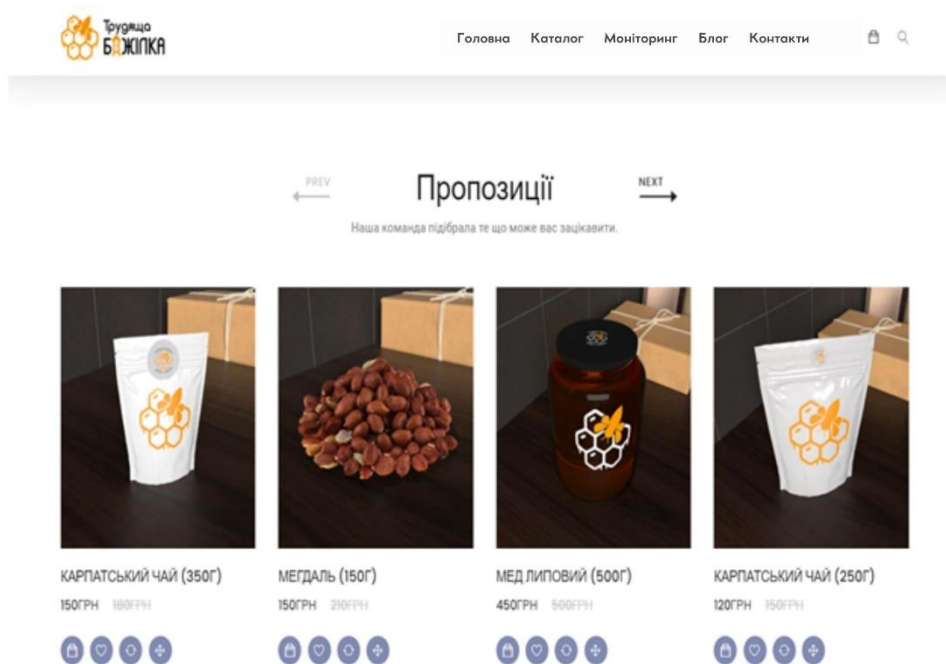 Трудяща
БДЖІЛКА
Головна Каталог Моніторинг Блог Контакти
PREV Пропозиції NEXT
Наша команда підібрала те що може вас зацікавити.
КАРПАТСЬКИЙ ЧАЙ (350Г)
150ГРН 180ГРН
МЕГДАЛЬ (150Г)
150ГРН 210ГРН
МЕД ЛИПОВИЙ (500Г)
450ГРН 500ГРН
КАРПАТСЬКИЙ ЧАЙ (250Г)
120ГРН 150ГРН